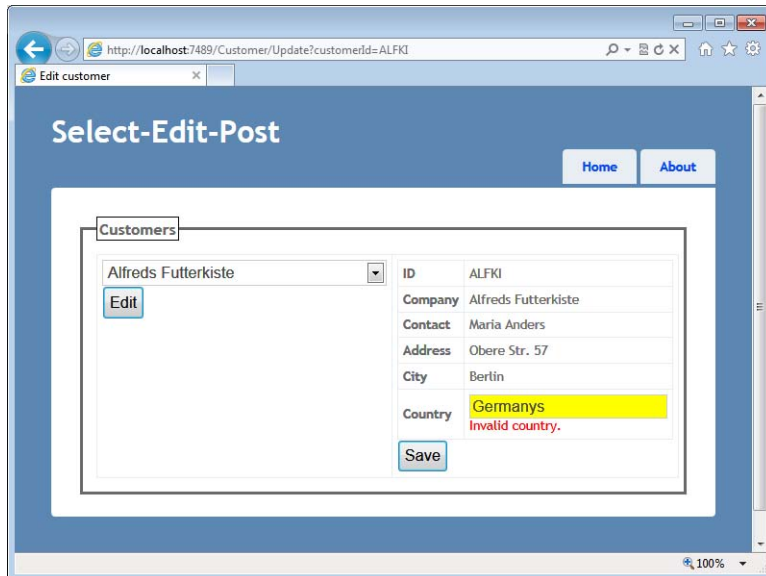 http://localhost:7489/Customer/Update?customerId=ALFKI
Edit customer
Select-Edit-Post
Home About
Customers
Alfreds Futterkiste
Edit
ID ALFKI
Company Alfreds Futterkiste
Contact Maria Anders
Address Obere Str. 57
City Berlin
Country Germanys
Invalid country.
Save
100%